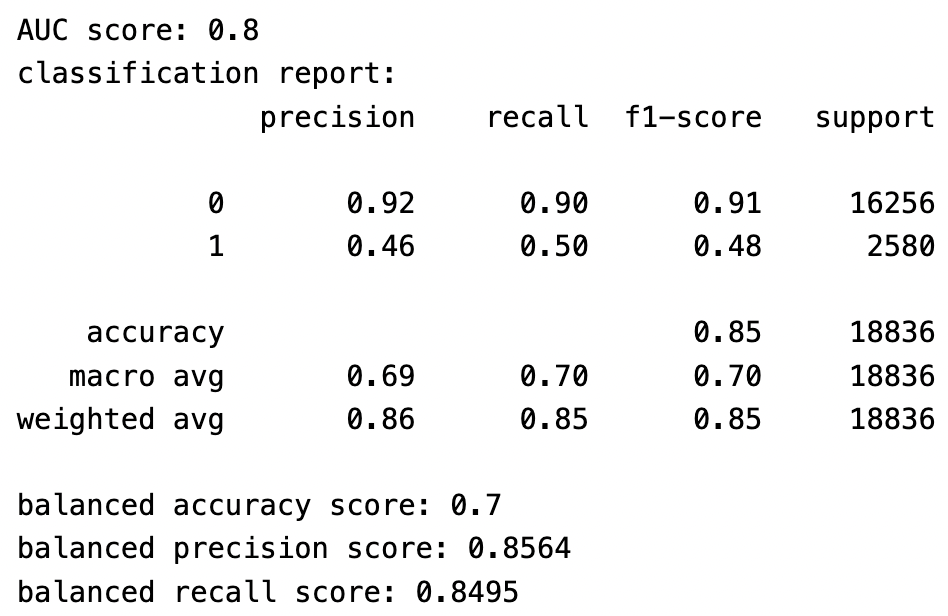 AUC score: 0.8
classification report:
              precision    recall  f1-score   support

           0       0.92      0.90      0.91     16256
           1       0.46      0.50      0.48      2580

    accuracy                           0.85     18836
   macro avg       0.69      0.70      0.70     18836
weighted avg       0.86      0.85      0.85     18836

balanced accuracy score: 0.7
balanced precision score: 0.8564
balanced recall score: 0.8495